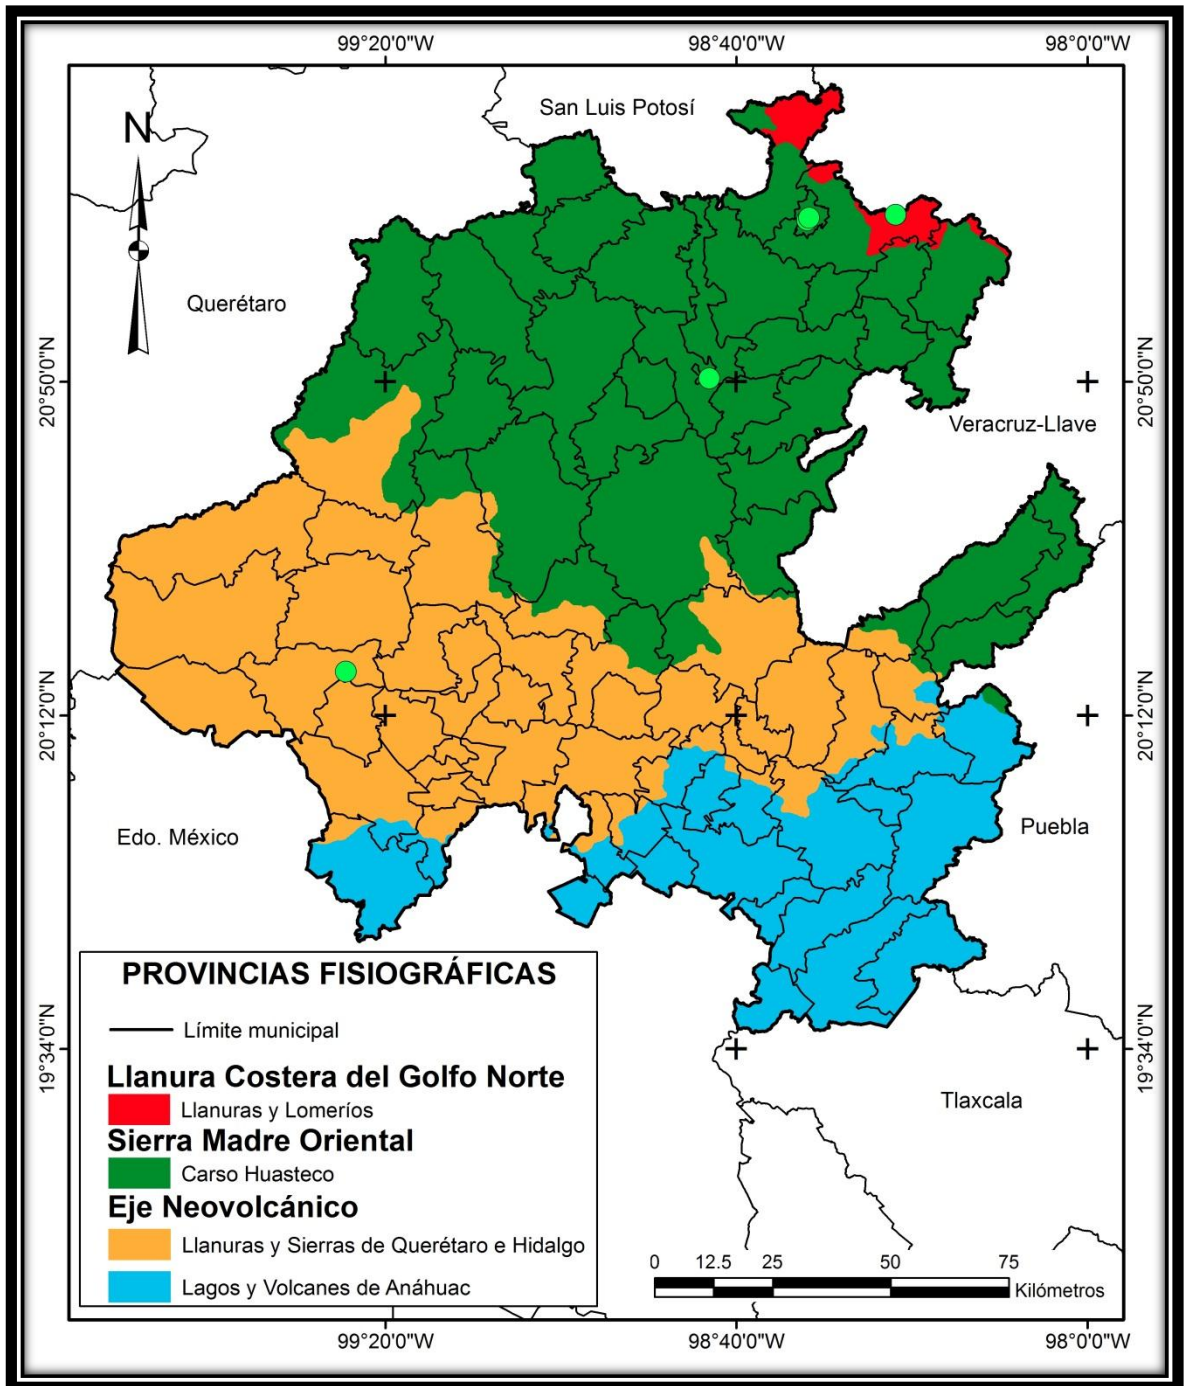 99°20'0"W 98°40'0"W 98°0'0"W
San Luis Potosí
N
Querétaro
20°50'0"N 20°50'0"N
Veracruz-Llave
20°12'0"N 20°12'0"N
Edo. México
Puebla
PROVINCIAS FISIOGRÁFICAS
Límite municipal
19°34'0"N 19°34'0"N
Llanura Costera del Golfo Norte
Llanuras y Lomeríos
Tlaxcala
Sierra Madre Oriental
Carso Huasteco
Eje Neovolcánico
Llanuras y Sierras de Querétaro e Hidalgo
Lagos y Volcanes de Anáhuac
0 12.5 25 50 75
Kilómetros
99°20'0"W 98°40'0"W 98°0'0"W